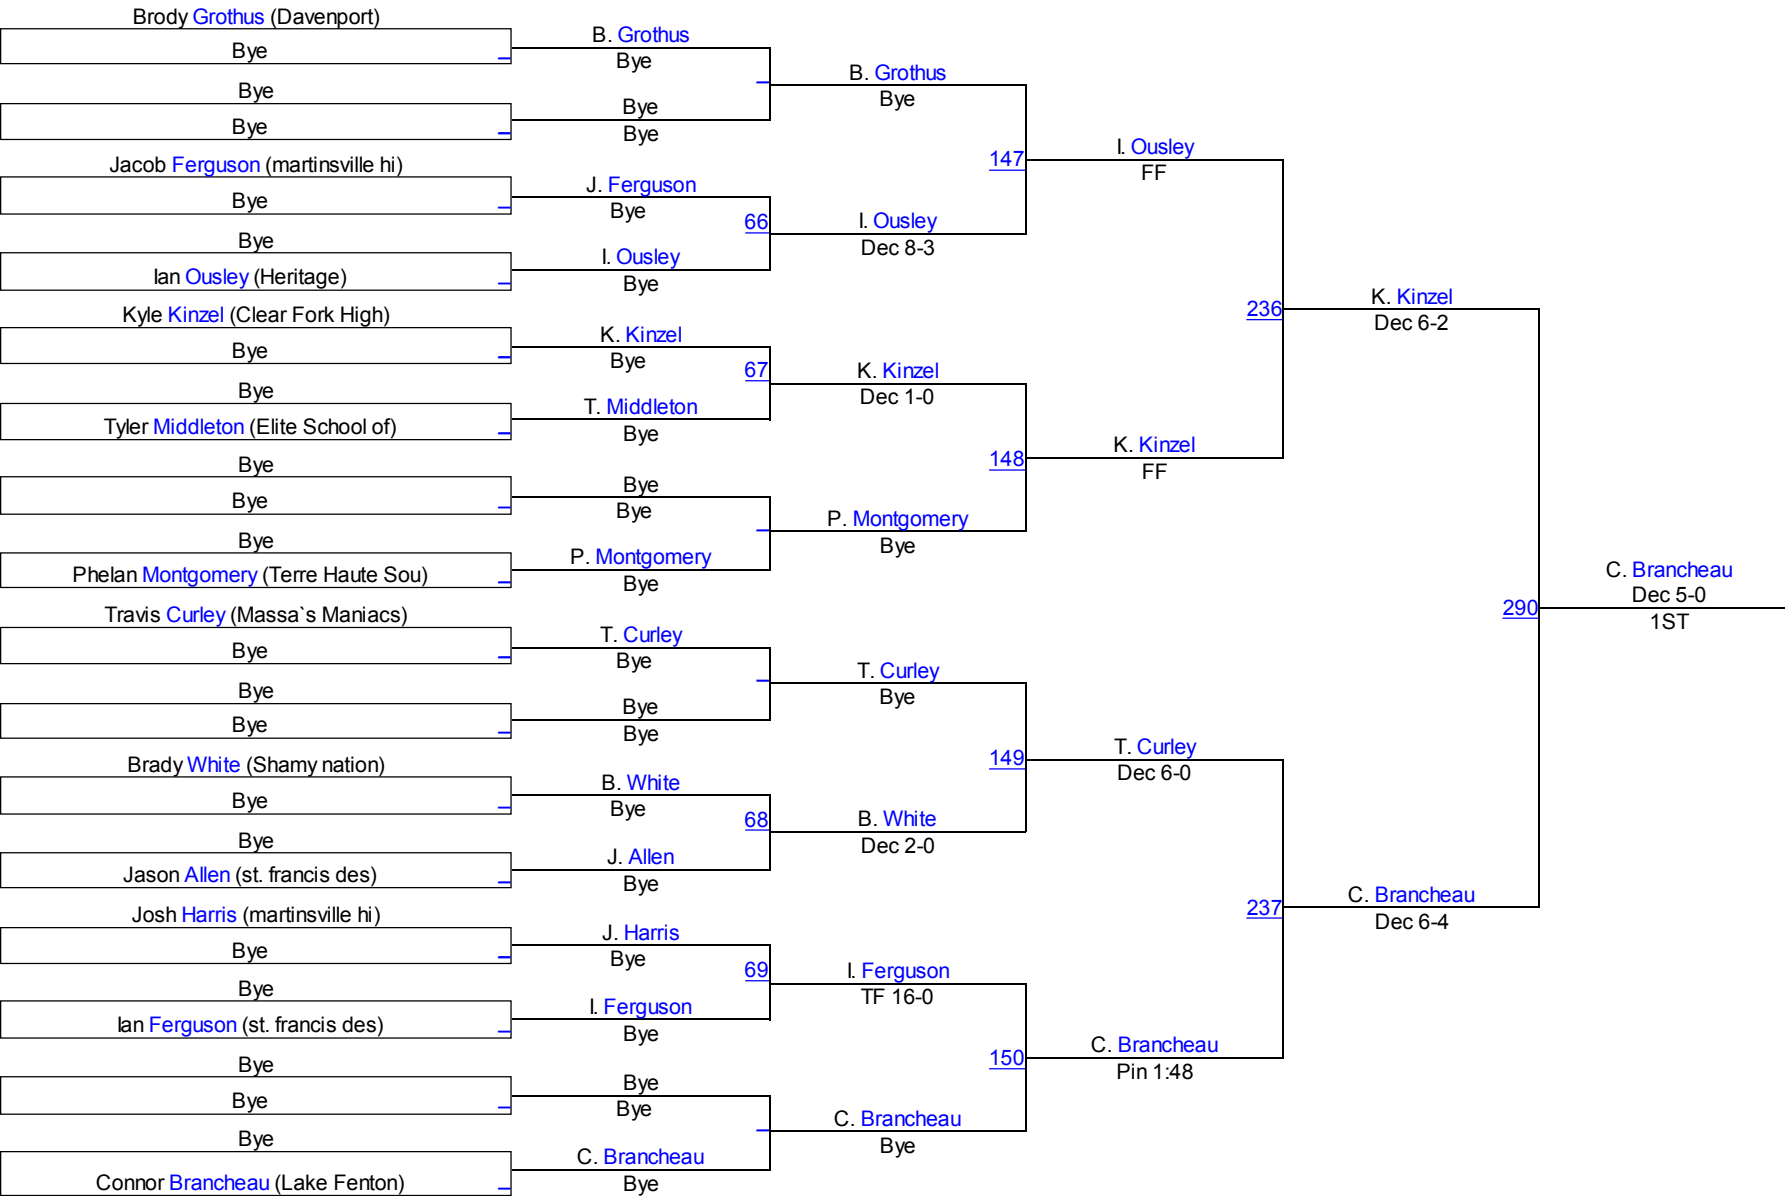 Brody Grothus (Davenport)
Bye
Bye
Bye
Jacob Ferguson (martinsville hi)
Bye
Bye
Ian Ousley (Heritage)
Kyle Kinzel (Clear Fork High)
Bye
Bye
Tyler Middleton (Elite School of)
Bye
Bye
Bye
Phelan Montgomery (Terre Haute Sou)
Travis Curley (Massa`s Maniacs)
Bye
Bye
Bye
Brady White (Shamy nation)
Bye
Bye
Jason Allen (st. francis des)
Josh Harris (martinsville hi)
Bye
Bye
Ian Ferguson (st. francis des)
Bye
Bye
Bye
Connor Brancheau (Lake Fenton)
B. Grothus
Bye
Bye
Bye
J. Ferguson
Bye
66
I. Ousley
Bye
K. Kinzel
Bye
67
T. Middleton
Bye
Bye
Bye
P. Montgomery
Bye
T. Curley
Bye
Bye
Bye
B. White
Bye
68
J. Allen
Bye
J. Harris
Bye
69
I. Ferguson
Bye
Bye
Bye
C. Brancheau
Bye
B. Grothus
Bye
147
I. Ousley
Dec 8-3
K. Kinzel
Dec 1-0
148
P. Montgomery
Bye
T. Curley
Bye
149
B. White
Dec 2-0
I. Ferguson
TF 16-0
150
C. Brancheau
Bye
I. Ousley
FF
236
K. Kinzel
FF
T. Curley
Dec 6-0
237
C. Brancheau
Pin 1:48
K. Kinzel
Dec 6-2
290
C. Brancheau
Dec 6-4
C. Brancheau
Dec 5-0
1ST